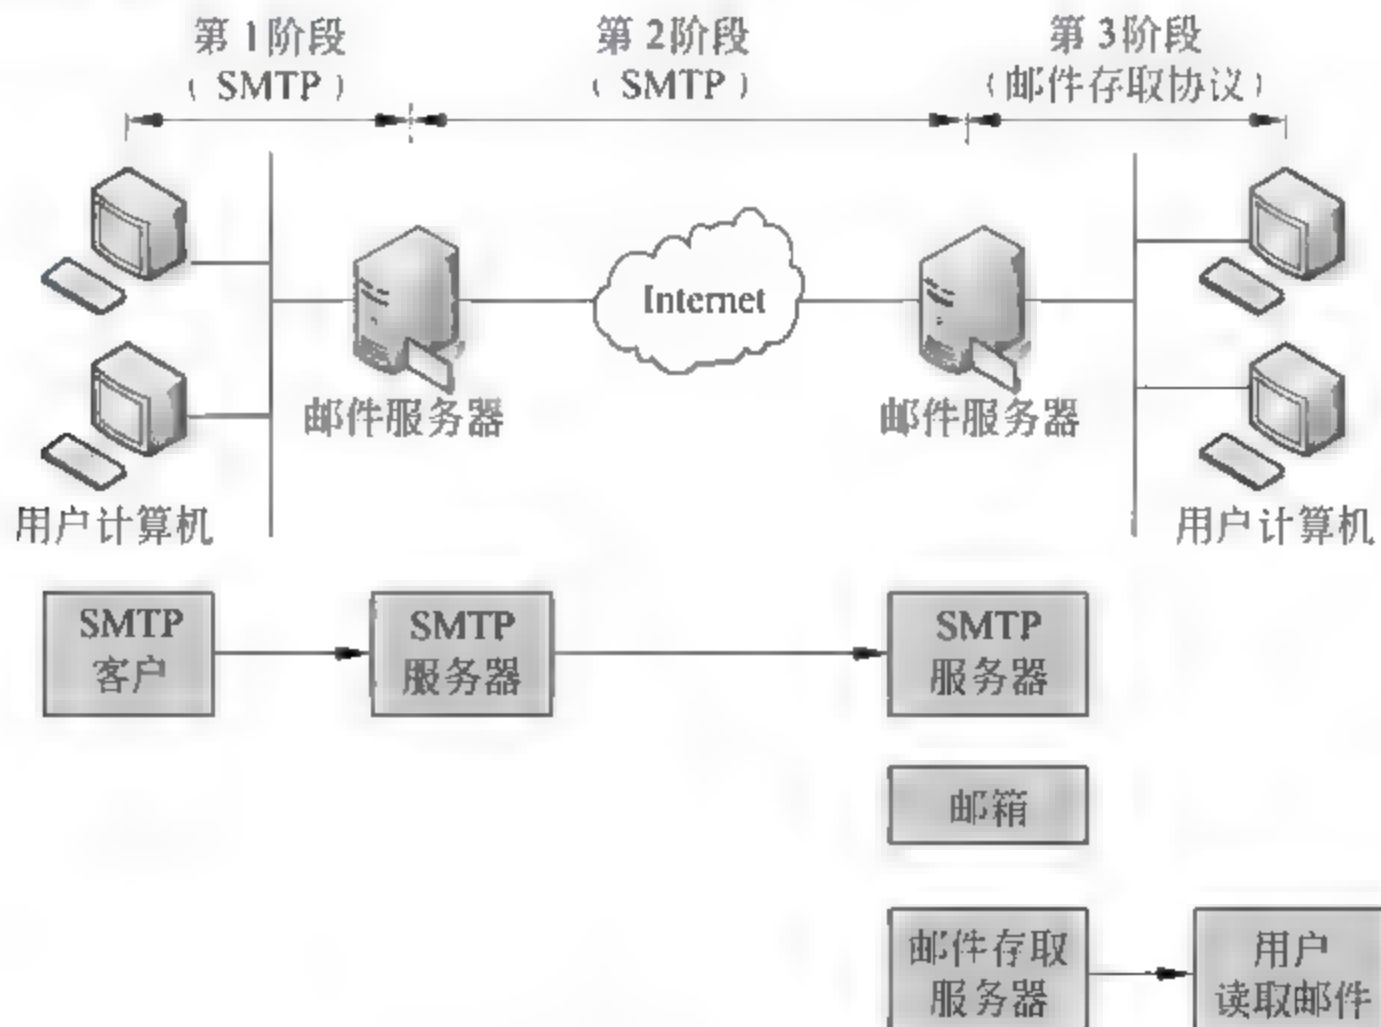 第 1阶段
( SMTP )
第 2阶段
( SMTP )
第 3阶段
(邮件存取协议)
Internet
邮件服务器
邮件服务器
用户计算机
用户计算机
SMTP
客户
SMTP
服务器
SMTP
服务器
邮箱
邮件存取
服务器
用户
读取邮件